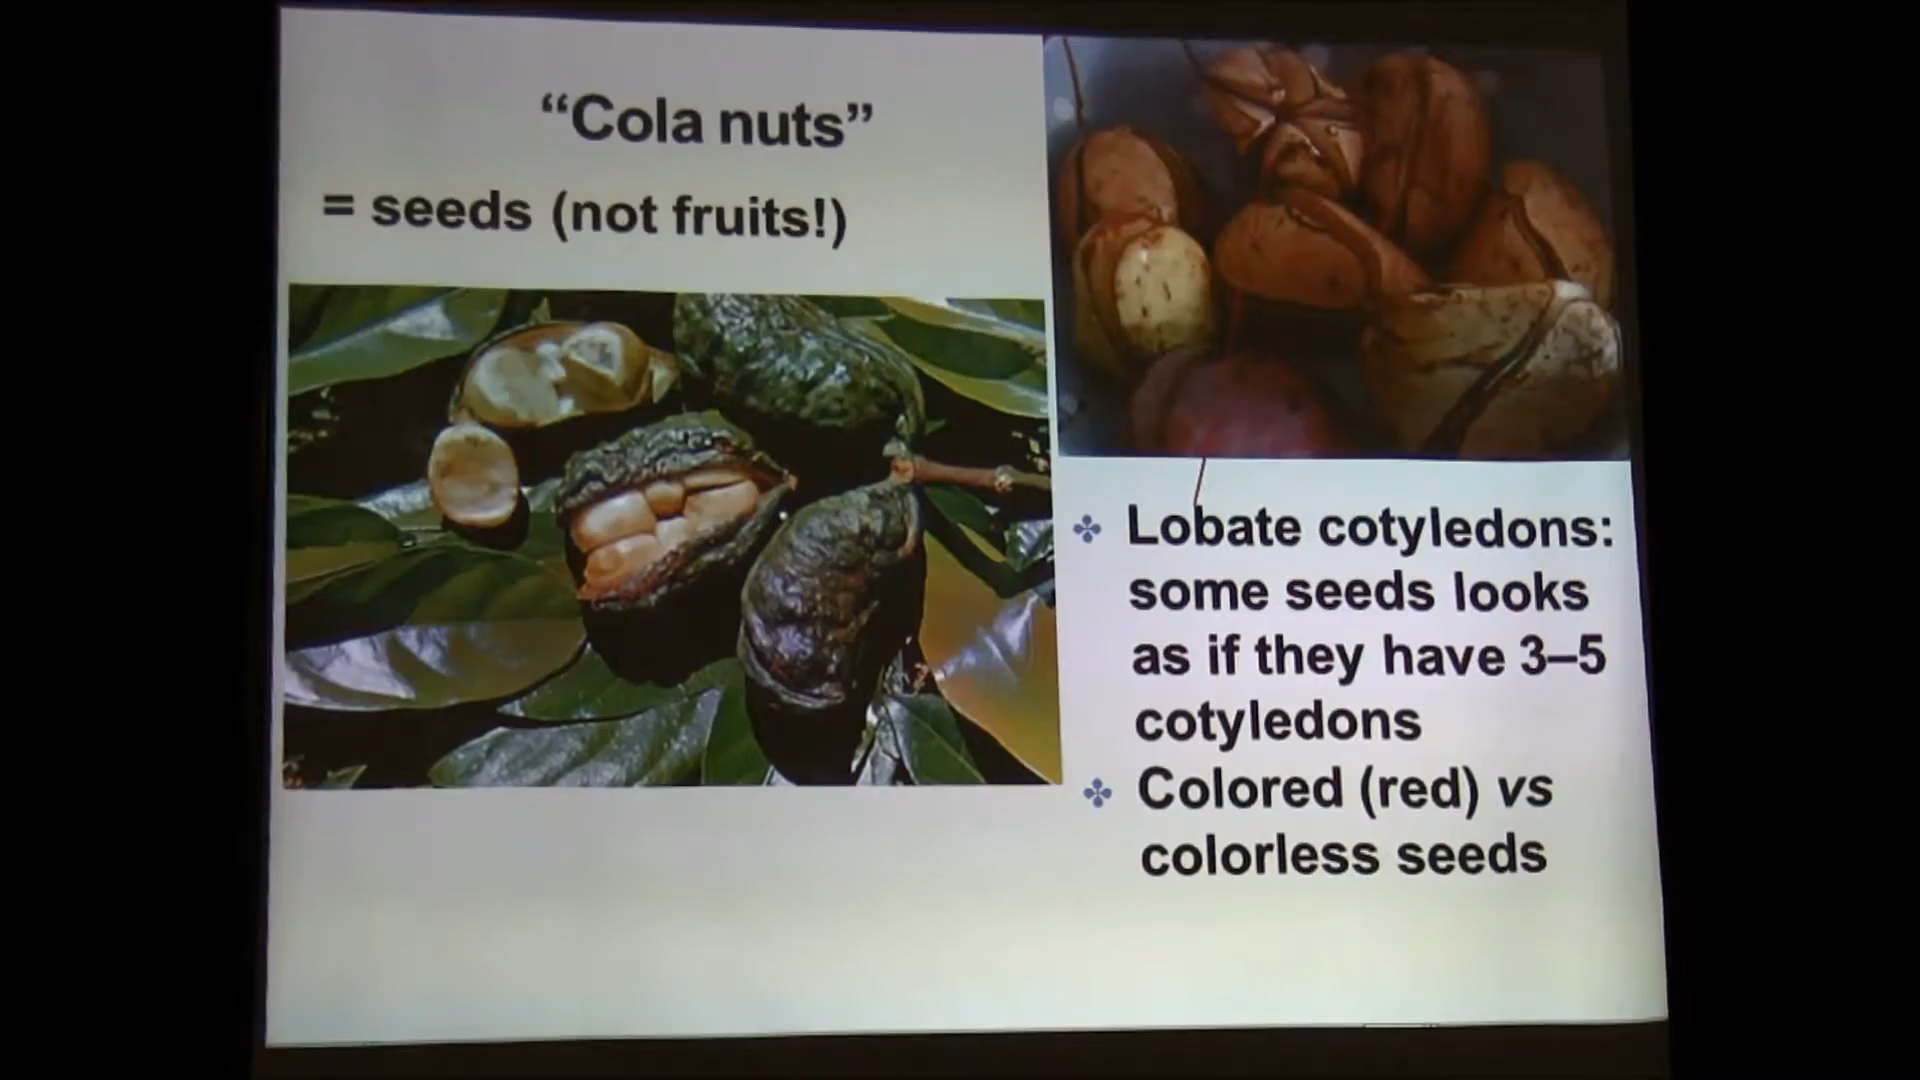 “Cola nuts”
= seeds (not fruits!)
❖ Lobate cotyledons:
some seeds looks
as if they have 3–5
cotyledons
❖ Colored (red) vs
colorless seeds